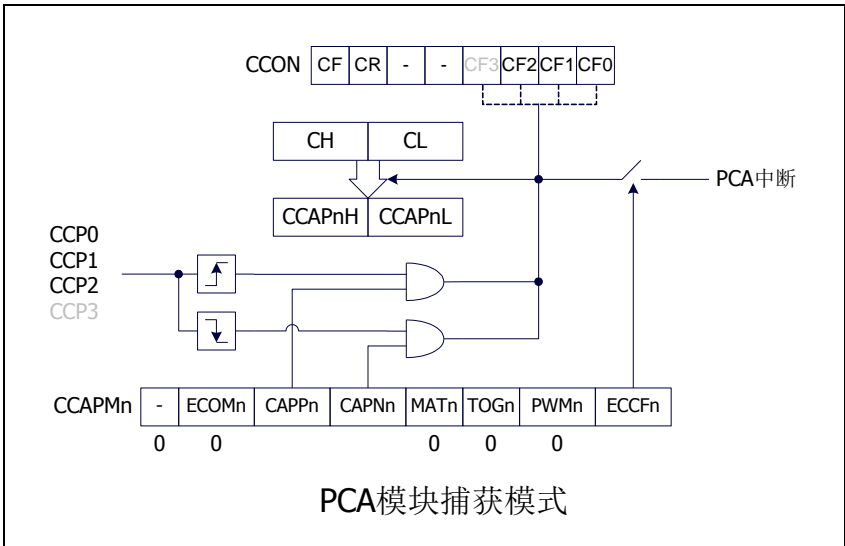 CCON CF CR - - CF3 CF2 CF1 CF0
CH CL
PCA中断
CCAPnH CCAPnL
CCP0
CCP1
CCP2
CCP3
CCAPMn - ECOMn CAPPn CAPNn MATn TOGn PWMn ECCFn
0 0 0 0 0
PCA模块捕获模式